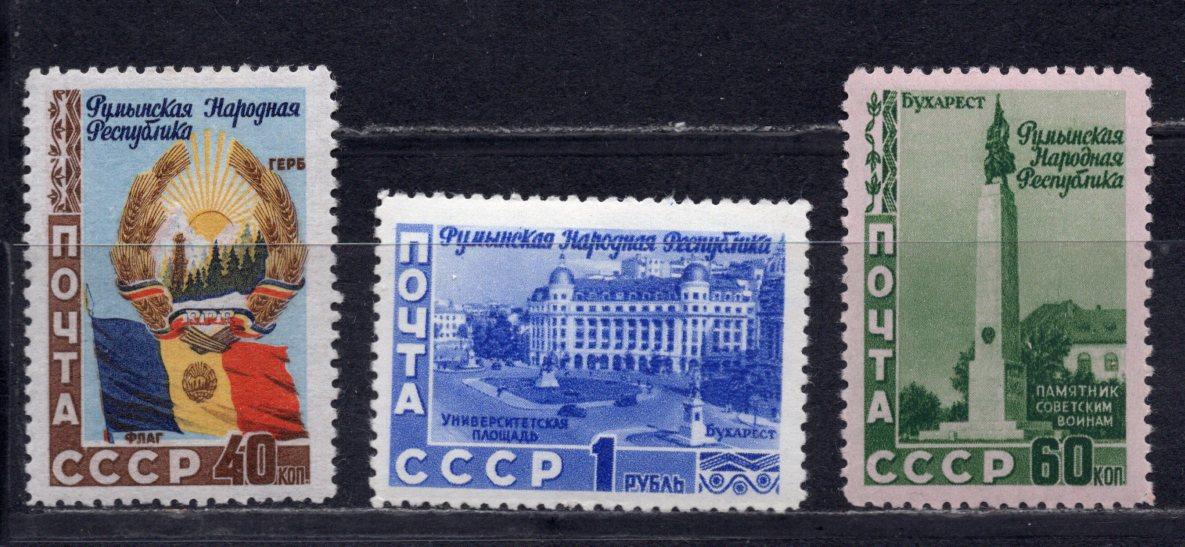 Румынская Народная
Республика
ГЕРБ
ПОЧТА
Р.P.R
ФЛАГ
СССР 40 КОП.
Румынская Народная Республика
ПОЧТА
УНИВЕРСИТЕТСКАЯ
ПЛОЩАДЬ
БУХАРЕСТ
СССР 1 РУБЛЬ
БУХАРЕСТ
Румынская
Народная
Республика
ПОЧТА
ПАМЯТНИК
СОВЕТСКИМ
ВОИНАМ
СССР 60 КОП.